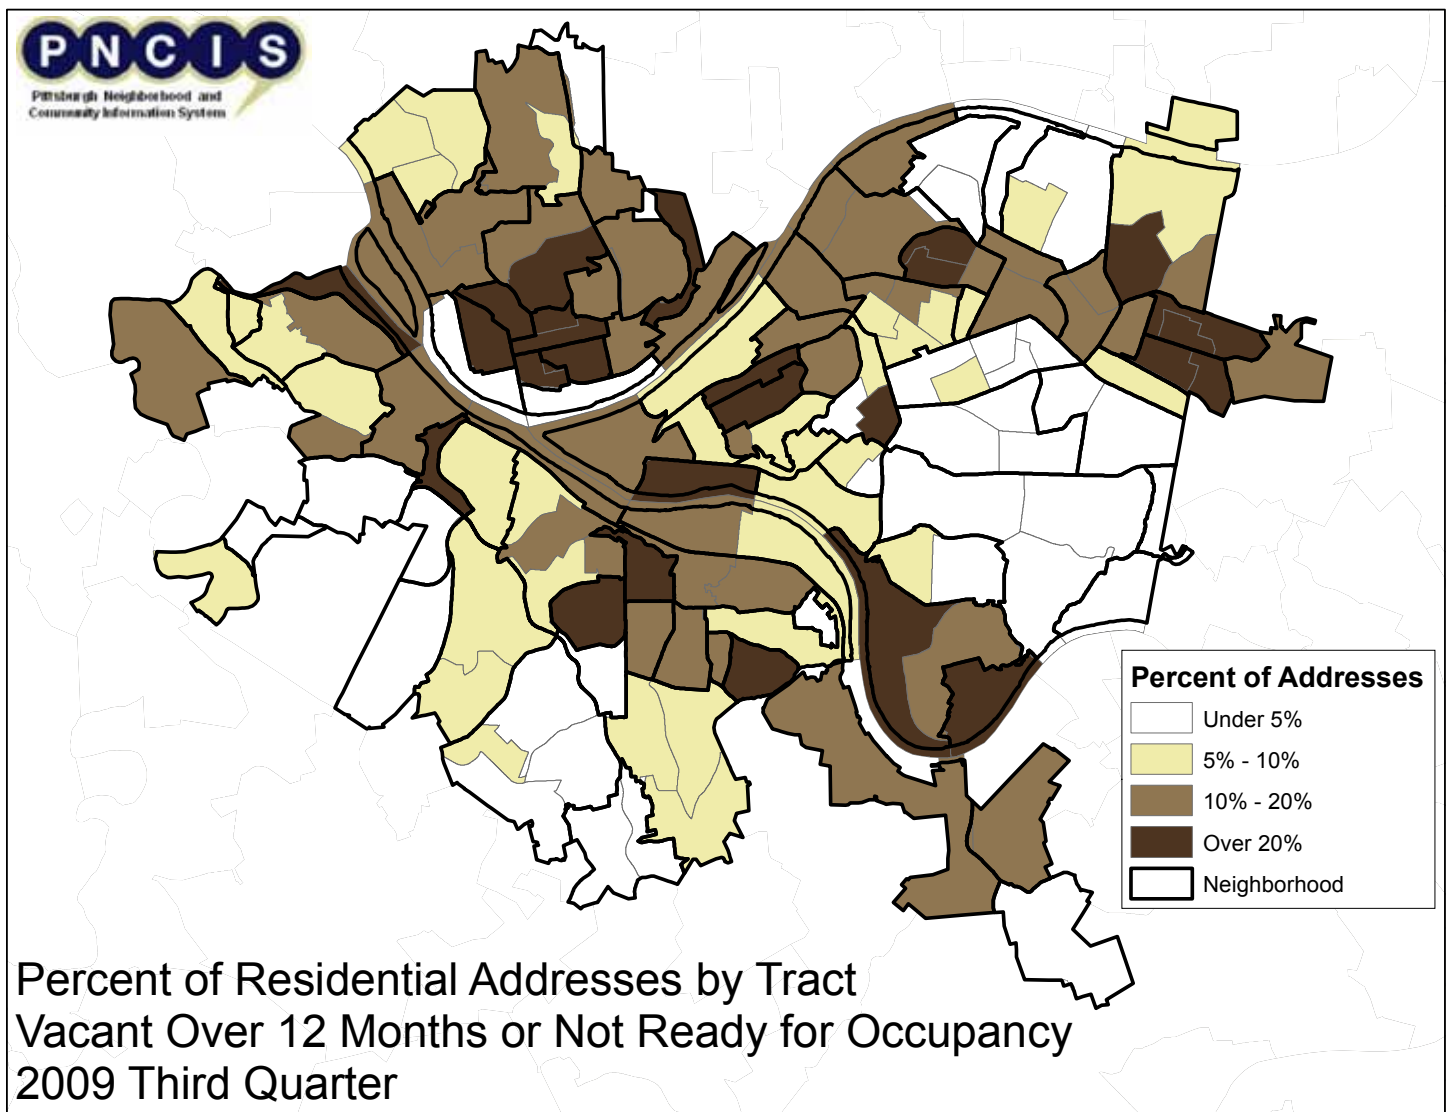 PNCIS
Pittsburgh Neighborhood and
Community Information System
Percent of Addresses
Under 5%
5% - 10%
10% - 20%
Over 20%
Neighborhood
Percent of Residential Addresses by Tract
Vacant Over 12 Months or Not Ready for Occupancy
2009 Third Quarter